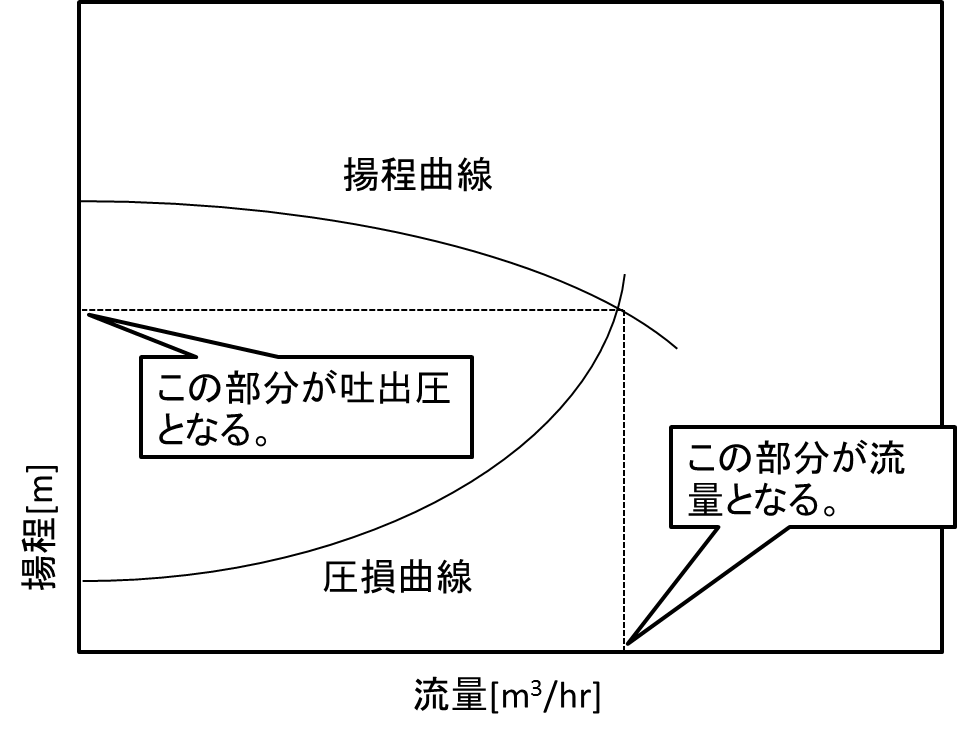 揚程曲線
この部分が吐出圧
となる。
この部分が流
量となる。
揚程[m]
圧損曲線
流量[m³/hr]